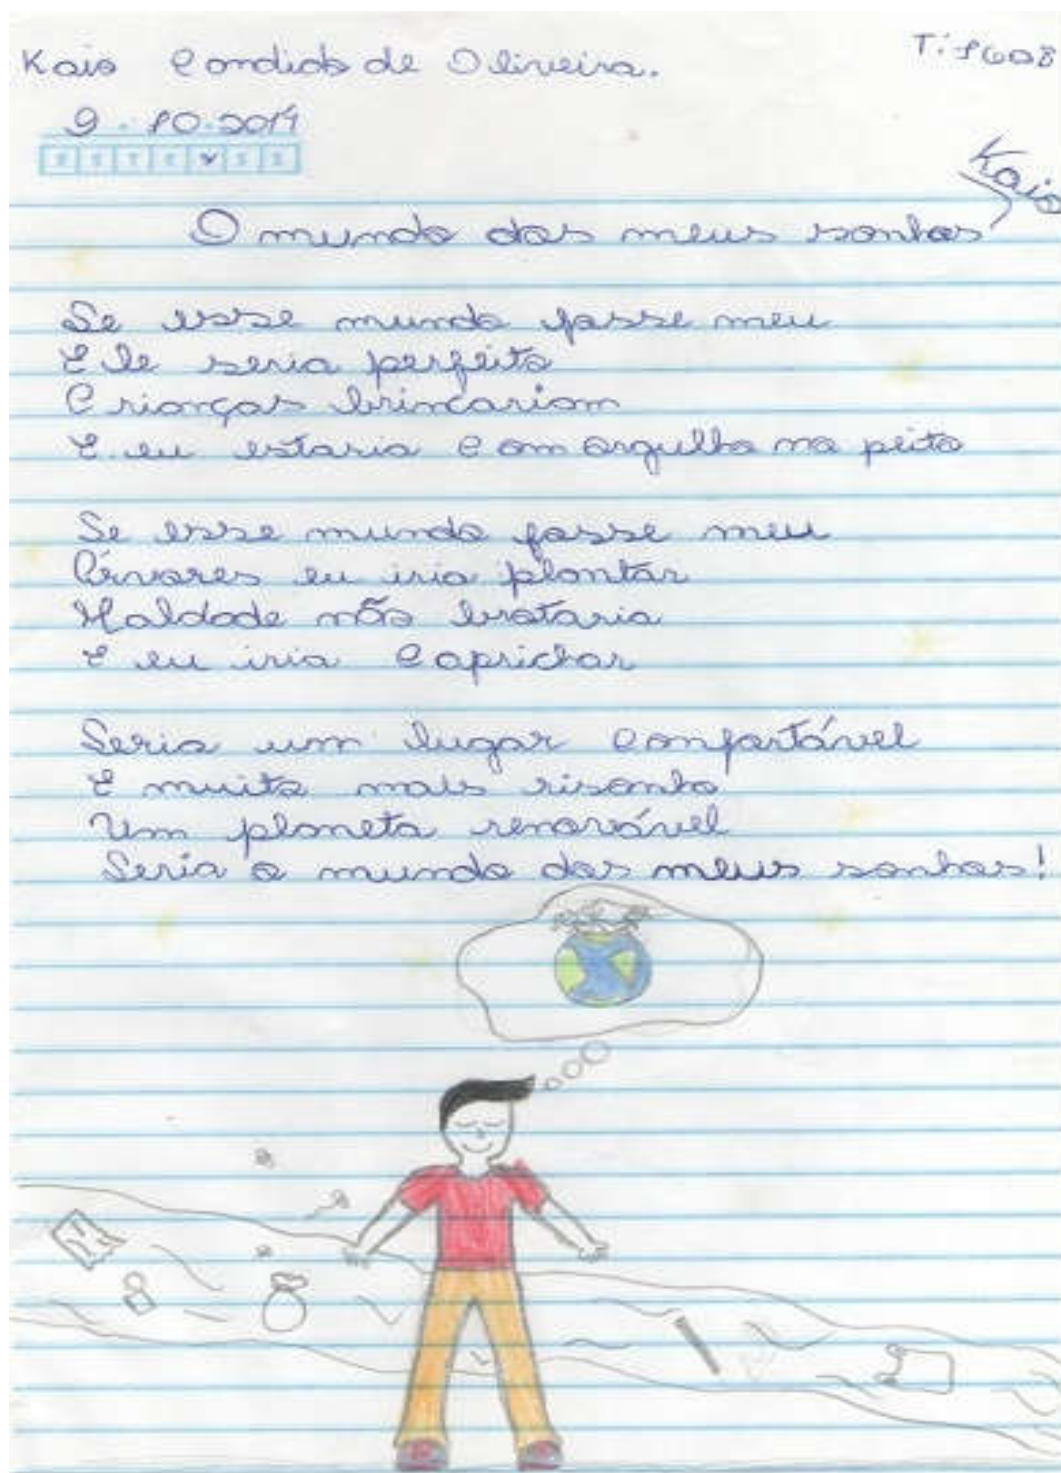 Kaio Candido de Oliveira.
T: 1608
9.10.2011
Kaio
O mundo dos meus sonhos
Se esse mundo fosse meu
Ele seria perfeito
Crianças brincariam
E eu estaria com orgulho no peito
Se esse mundo fosse meu
Árvores eu iria plantar
Maldade não brotaria
E eu iria caprichar
Seria um lugar confortável
E muito mais risonho
Um planeta renovável
Seria o mundo dos meus sonhos!